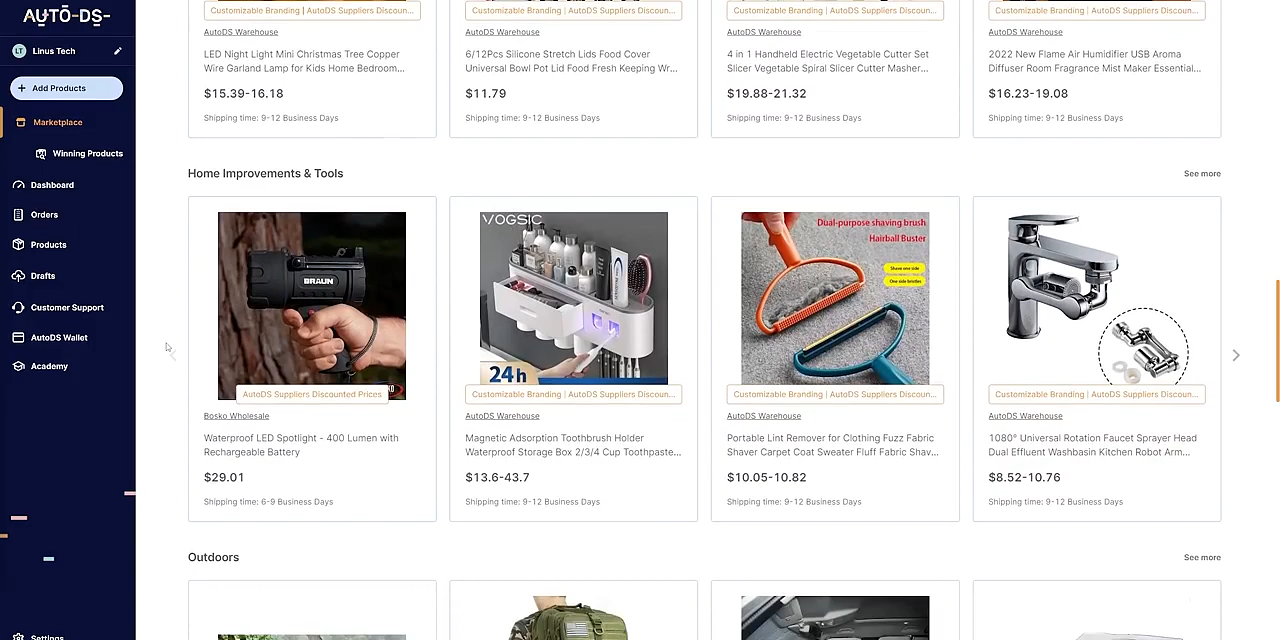 AUTO-DS-
LT Linus Tech
+ Add Products
Marketplace
Winning Products
Dashboard
Orders
Products
Drafts
Customer Support
AutoDS Wallet
Academy
Settings
Customizable Branding | AutoDS Suppliers Discoun...
AutoDS Warehouse
LED Night Light Mini Christmas Tree Copper
Wire Garland Lamp for Kids Home Bedroom...
$15.39-16.18
Shipping time: 9-12 Business Days
Customizable Branding | AutoDS Suppliers Discoun...
AutoDS Warehouse
6/12Pcs Silicone Stretch Lids Food Cover
Universal Bowl Pot Lid Food Fresh Keeping Wr...
$11.79
Shipping time: 9-12 Business Days
Customizable Branding | AutoDS Suppliers Discoun...
AutoDS Warehouse
4 in 1 Handheld Electric Vegetable Cutter Set
Slicer Vegetable Spiral Slicer Cutter Masher...
$19.88-21.32
Shipping time: 9-12 Business Days
Customizable Branding | AutoDS Suppliers Discoun...
AutoDS Warehouse
2022 New Flame Air Humidifier USB Aroma
Diffuser Room Fragrance Mist Maker Essential...
$16.23-19.08
Shipping time: 9-12 Business Days
Home Improvements & Tools
See more
BRAUN
AutoDS Suppliers Discounted Prices
Bosko Wholesale
Waterproof LED Spotlight - 400 Lumen with
Rechargeable Battery
$29.01
Shipping time: 6-9 Business Days
VOGSIC
24h
Customizable Branding | AutoDS Suppliers Discoun...
AutoDS Warehouse
Magnetic Adsorption Toothbrush Holder
Waterproof Storage Box 2/3/4 Cup Toothpaste...
$13.6-43.7
Shipping time: 9-12 Business Days
Dual-purpose shaving brush
Hairball Buster
Shave one side
One side bristles
Customizable Branding | AutoDS Suppliers Discoun...
AutoDS Warehouse
Portable Lint Remover for Clothing Fuzz Fabric
Shaver Carpet Coat Sweater Fluff Fabric Shav...
$10.05-10.82
Shipping time: 9-12 Business Days
Customizable Branding | AutoDS Suppliers Discoun...
AutoDS Warehouse
1080° Universal Rotation Faucet Sprayer Head
Dual Effluent Washbasin Kitchen Robot Arm...
$8.52-10.76
Shipping time: 9-12 Business Days
Outdoors
See more